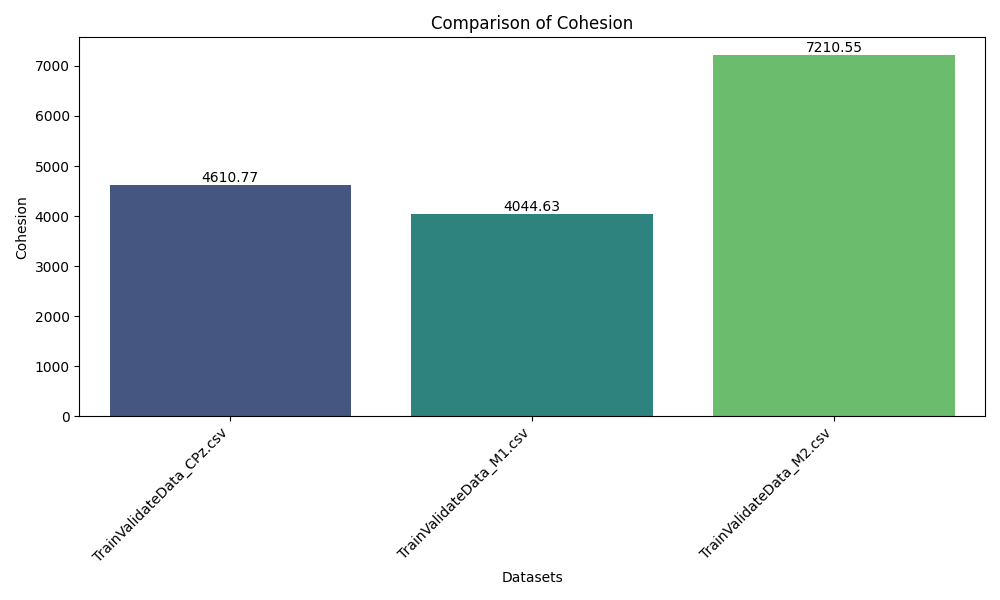 Comparison of Cohesion
7210.55
4610.77
4044.63
7000
6000
5000
4000
3000
2000
1000
0
Cohesion
TrainValidateData_CPz.csv
TrainValidateData_M1.csv
TrainValidateData_M2.csv
Datasets